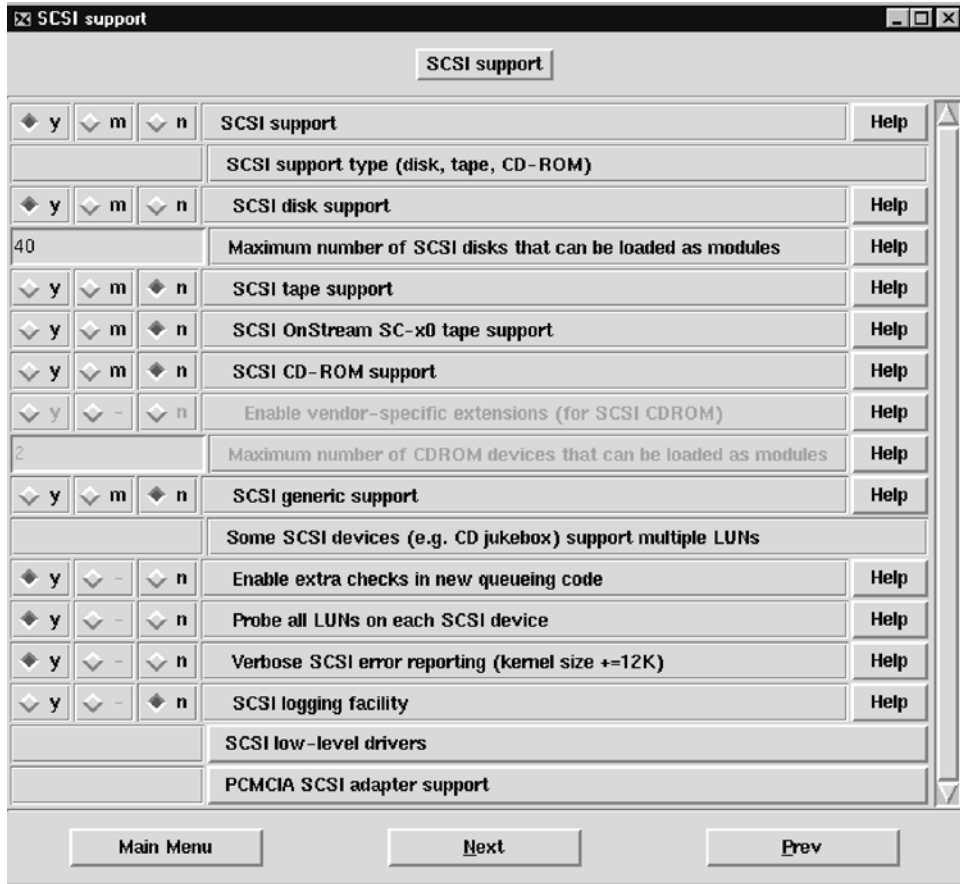 SCSI support
SCSI support
y m n SCSI support Help
SCSI support type (disk, tape, CD-ROM)
y m n SCSI disk support Help
40 Maximum number of SCSI disks that can be loaded as modules Help
y m n SCSI tape support Help
y m n SCSI OnStream SC-x0 tape support Help
y m n SCSI CD-ROM support Help
y - n Enable vendor-specific extensions (for SCSI CDROM) Help
2 Maximum number of CDROM devices that can be loaded as modules Help
y m n SCSI generic support Help
Some SCSI devices (e.g. CD jukebox) support multiple LUNs
y - n Enable extra checks in new queueing code Help
y - n Probe all LUNs on each SCSI device Help
y - n Verbose SCSI error reporting (kernel size +=12K) Help
y - n SCSI logging facility Help
SCSI low-level drivers
PCMCIA SCSI adapter support
Main Menu Next Prev